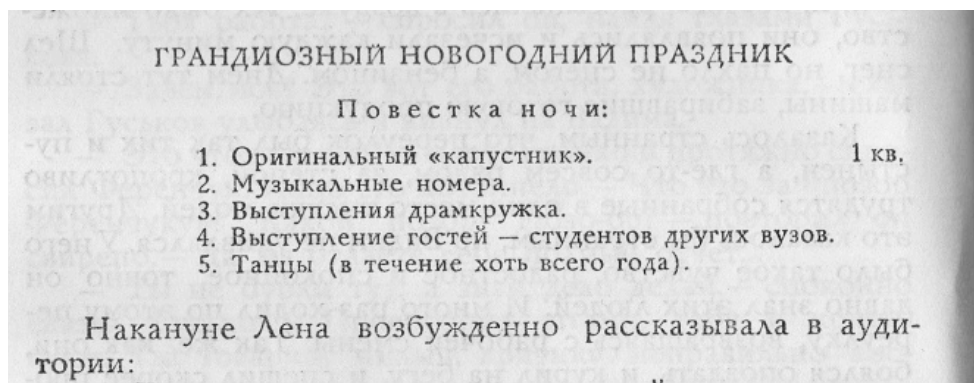 ГРАНДИОЗНЫЙ НОВОГОДНИЙ ПРАЗДНИК
Повестка ночи:
1. Оригинальный «капустник». 1 кв.
2. Музыкальные номера.
3. Выступления драмкружка.
4. Выступление гостей — студентов других вузов.
5. Танцы (в течение хоть всего года).
Накануне Лена возбужденно рассказывала в ауди-
тории: